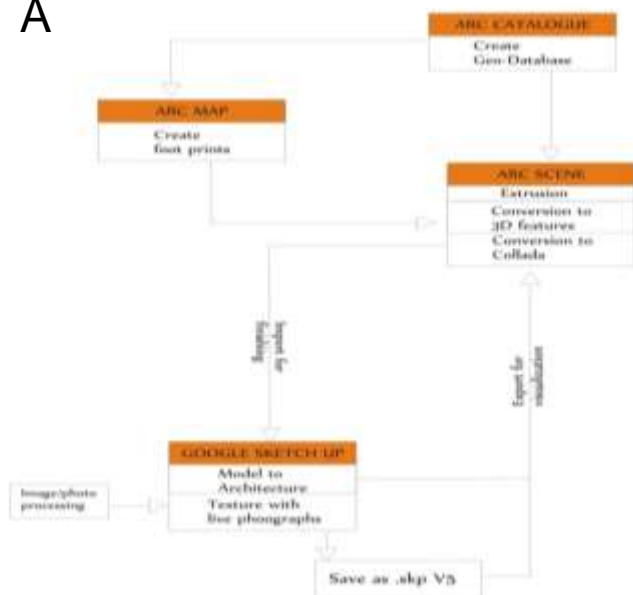 A
ARC CATALOGUE
Create
Geo-Database
ARC MAP
Create
foot prints
ARC SCENE
Extrusion
Conversion to
3D features
Conversion to
Collada
Import for
finishing
Export for
visualization
GOOGLE SKETCH UP
Model to
Architecture
Texture with
live phongraphs
Image/photo
processing
Save as .skp V5